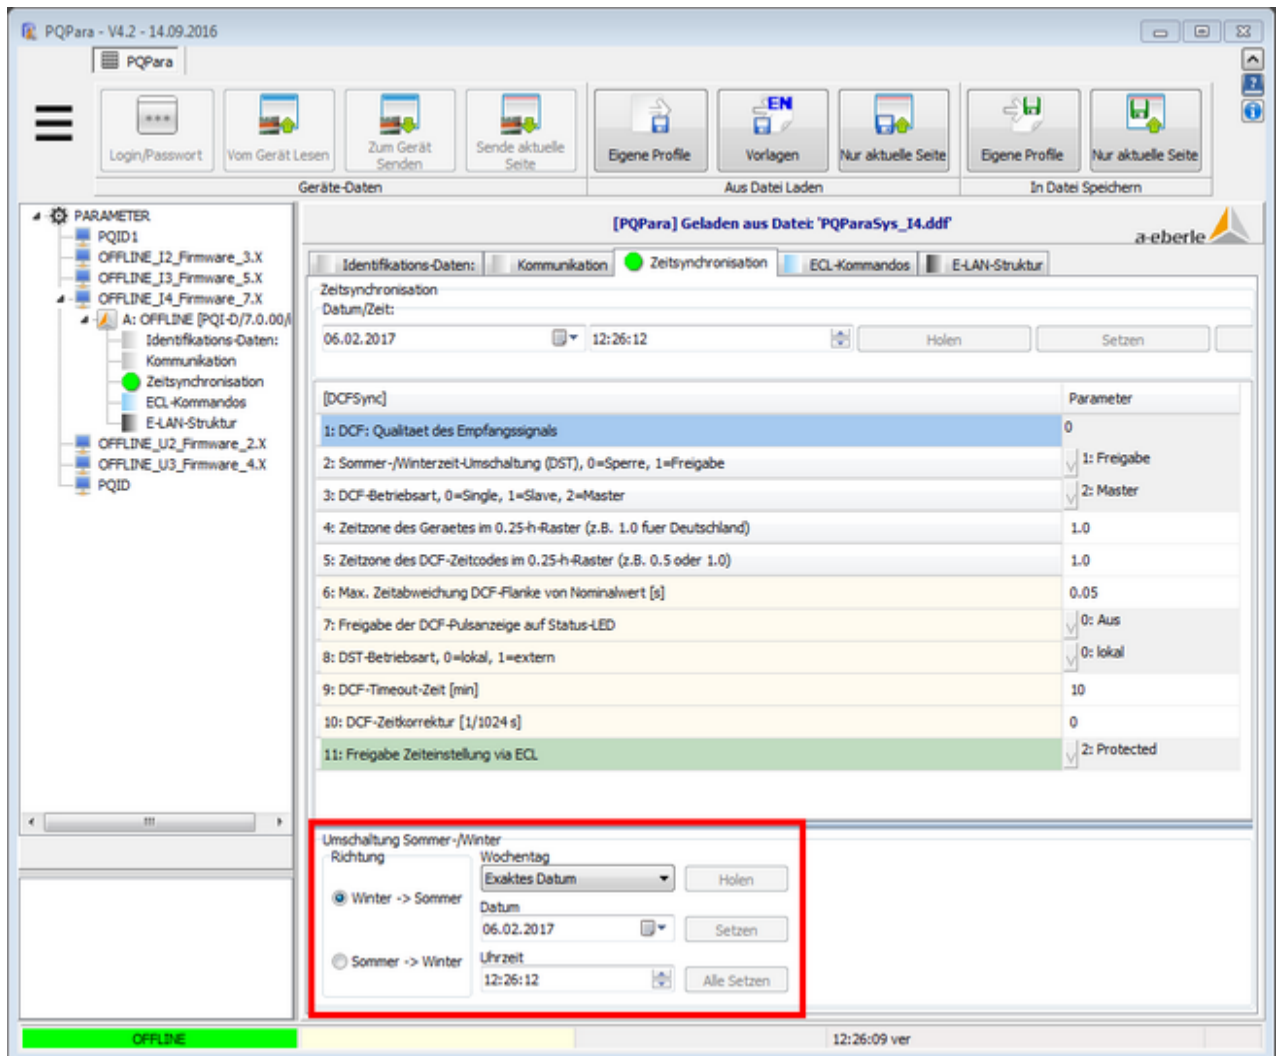 PQPara - V4.2 - 14.09.2016
PQPara
Login/Passwort
Vom Gerät Lesen
Zum Gerät
Senden
Sende aktuelle
Seite
EN
Eigene Profile
Vorlagen
Nur aktuelle Seite
Eigene Profile
Nur aktuelle Seite
Geräte-Daten
Aus Datei Laden
In Datei Speichern
PARAMETER
PQID1
OFFLINE_I2_Firmware_3.X
OFFLINE_I3_Firmware_5.X
OFFLINE_I4_Firmware_7.X
A: OFFLINE [PQI-D/7.0.00/
Identifikations-Daten:
Kommunikation
Zeitsynchronisation
ECL-Kommandos
E-LAN-Struktur
OFFLINE_U2_Firmware_2.X
OFFLINE_U3_Firmware_4.X
PQID
[PQPara] Geladen aus Datei: 'PQParaSys_I4.ddf'
a-eberle
Identifikations-Daten:
Kommunikation
Zeitsynchronisation
ECL-Kommandos
E-LAN-Struktur
Zeitsynchronisation
Datum/Zeit:
06.02.2017
12:26:12
Holen
Setzen
[DCFSync]
Parameter
1: DCF: Qualitaet des Empfangssignals
0
2: Sommer-/Winterzeit-Umschaltung (DST), 0=Sperre, 1=Freigabe
1: Freigabe
3: DCF-Betriebsart, 0=Single, 1=Slave, 2=Master
2: Master
4: Zeitzone des Geraetes im 0.25-h-Raster (z.B. 1.0 fuer Deutschland)
1.0
5: Zeitzone des DCF-Zeitcodes im 0.25-h-Raster (z.B. 0.5 oder 1.0)
1.0
6: Max. Zeitabweichung DCF-Flanke von Nominalwert [s]
0.05
7: Freigabe der DCF-Pulsanzeige auf Status-LED
0: Aus
8: DST-Betriebsart, 0=lokal, 1=extern
0: lokal
9: DCF-Timeout-Zeit [min]
10
10: DCF-Zeitkorrektur [1/1024 s]
0
11: Freigabe Zeiteinstellung via ECL
2: Protected
Umschaltung Sommer-/Winter
Richtung
Winter -> Sommer
Sommer -> Winter
Wochentag
Exaktes Datum
Holen
Datum
06.02.2017
Setzen
Uhrzeit
12:26:12
Alle Setzen
OFFLINE
12:26:09 ver